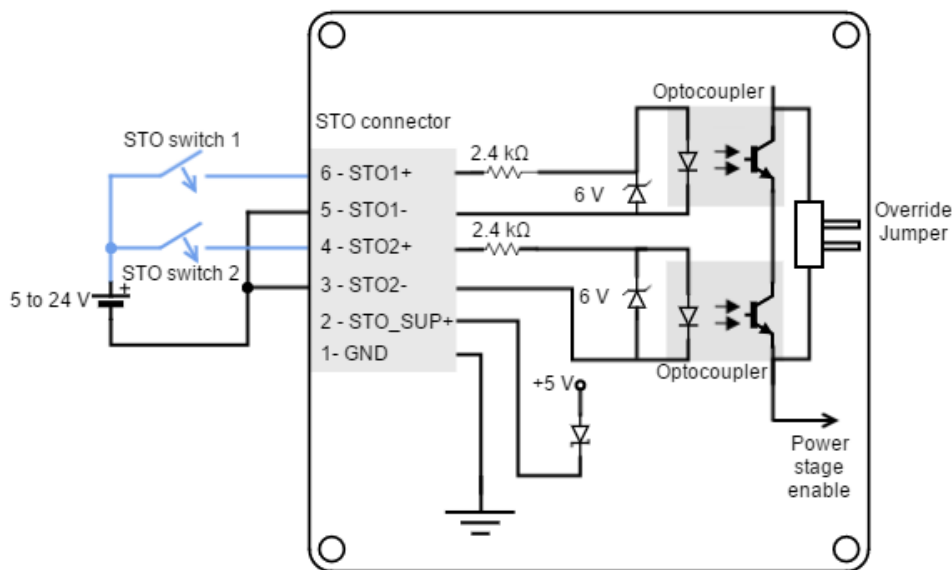 Optocoupler
STO connector
STO switch 1
2.4 kΩ
6 - STO1+
6 V
5 - STO1-
Override
Jumper
2.4 kΩ
4 - STO2+
STO switch 2
3 - STO2-
+
5 to 24 V
6 V
2 - STO_SUP+
1- GND
Optocoupler
+5 V
Power
stage
enable